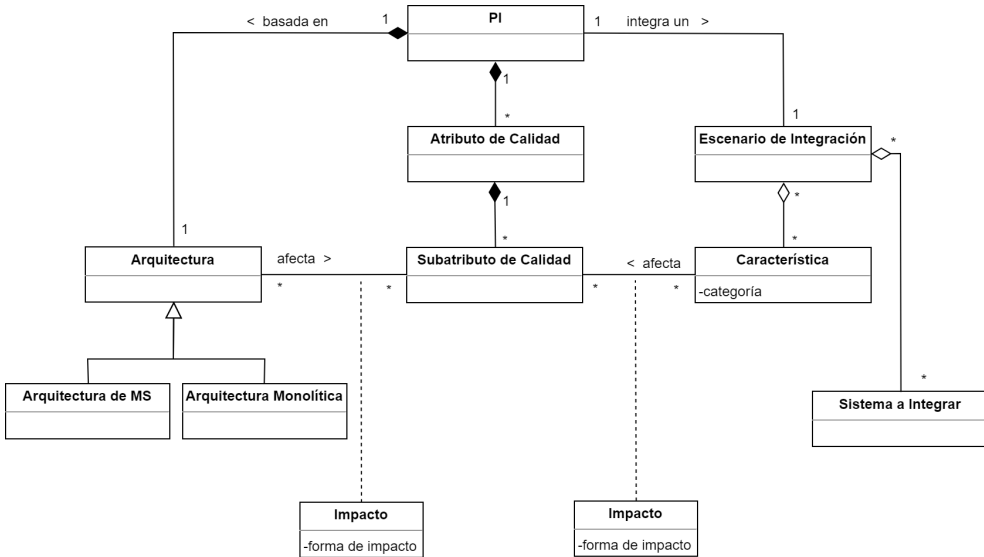 < basada en
1
PI
1
integra un >
1
*
1
Atributo de Calidad
Escenario de Integración
*
1
*
1
*
*
Arquitectura
afecta >
*
*
Subatributo de Calidad
< afecta
*
*
Característica
-categoría
Arquitectura de MS
Arquitectura Monolítica
*
Sistema a Integrar
Impacto
-forma de impacto
Impacto
-forma de impacto